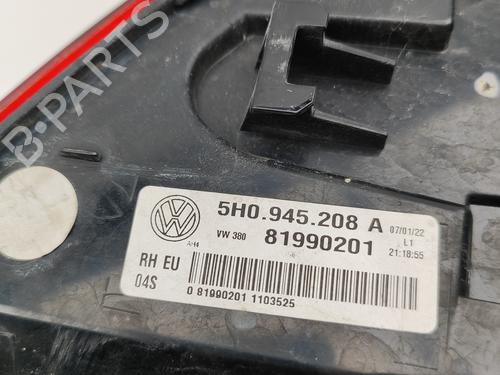 B-PARTS
5H0.945.208 A
07/01/22
VW 380
81990201
L1
21:18:55
RH EU
04S
0 81990201 1103525